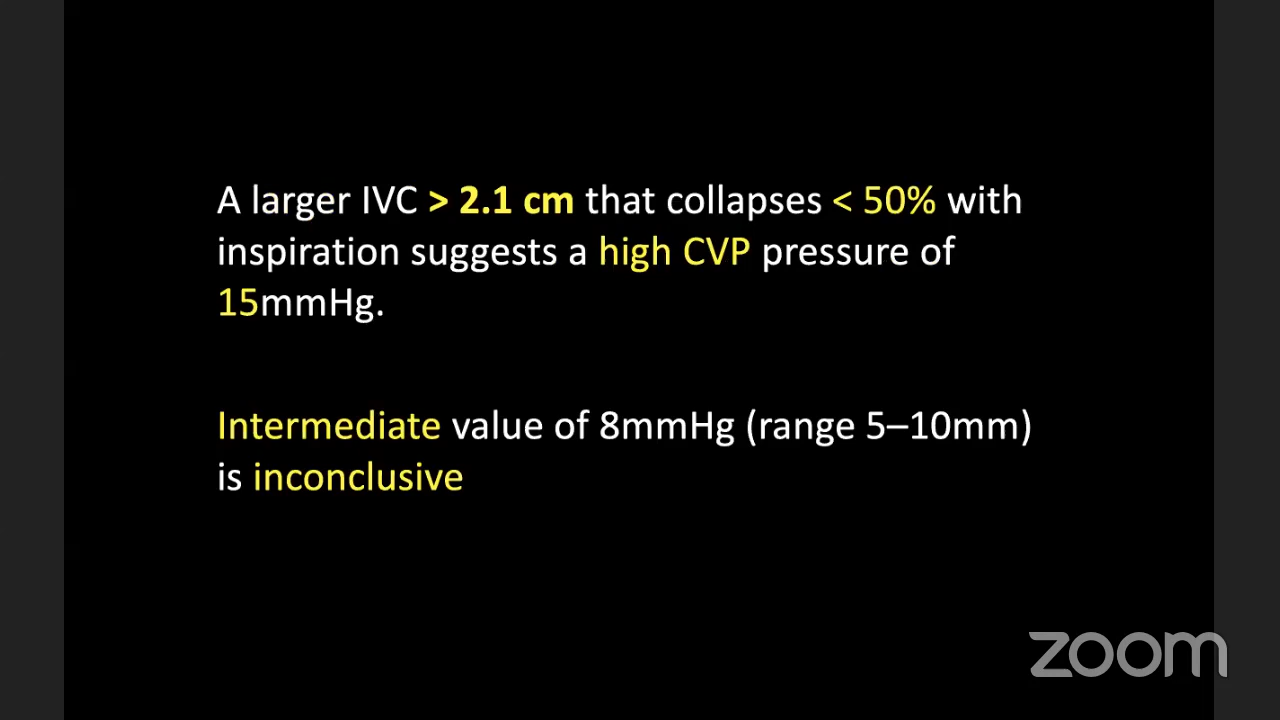 A larger IVC > 2.1 cm that collapses < 50% with
inspiration suggests a high CVP pressure of
15mmHg.
Intermediate value of 8mmHg (range 5–10mm)
is inconclusive
zoom